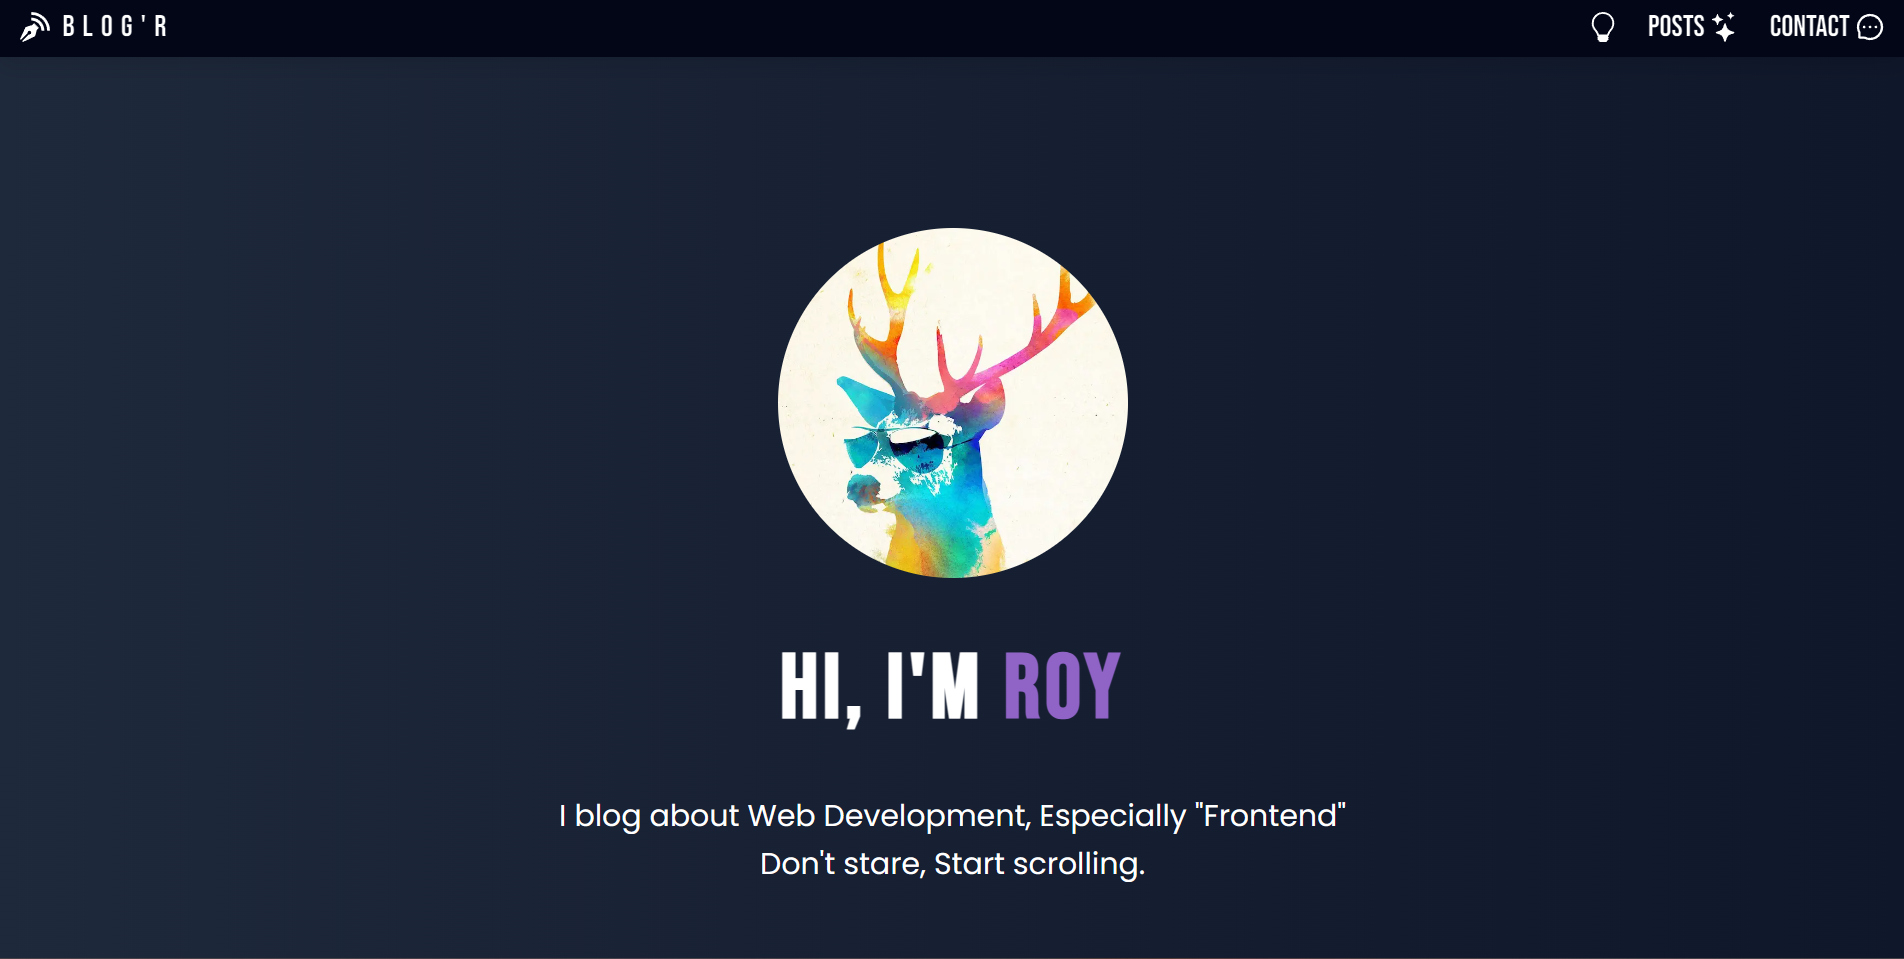 BLOG'R
POSTS
CONTACT
HI, I'M ROY
I blog about Web Development, Especially "Frontend"
Don't stare, Start scrolling.